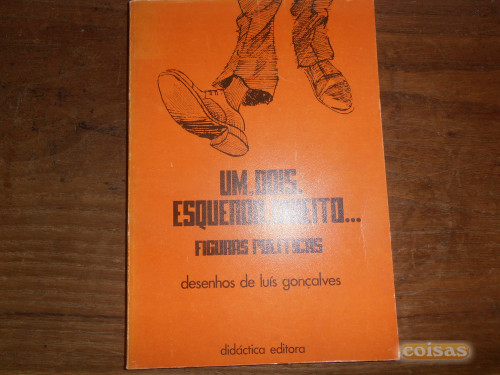 UM, DOIS,
ESQUERDO, DIREITO...
FIGURAS POLÍTICAS
desenhos de luís gonçalves
didáctica editora
coisas